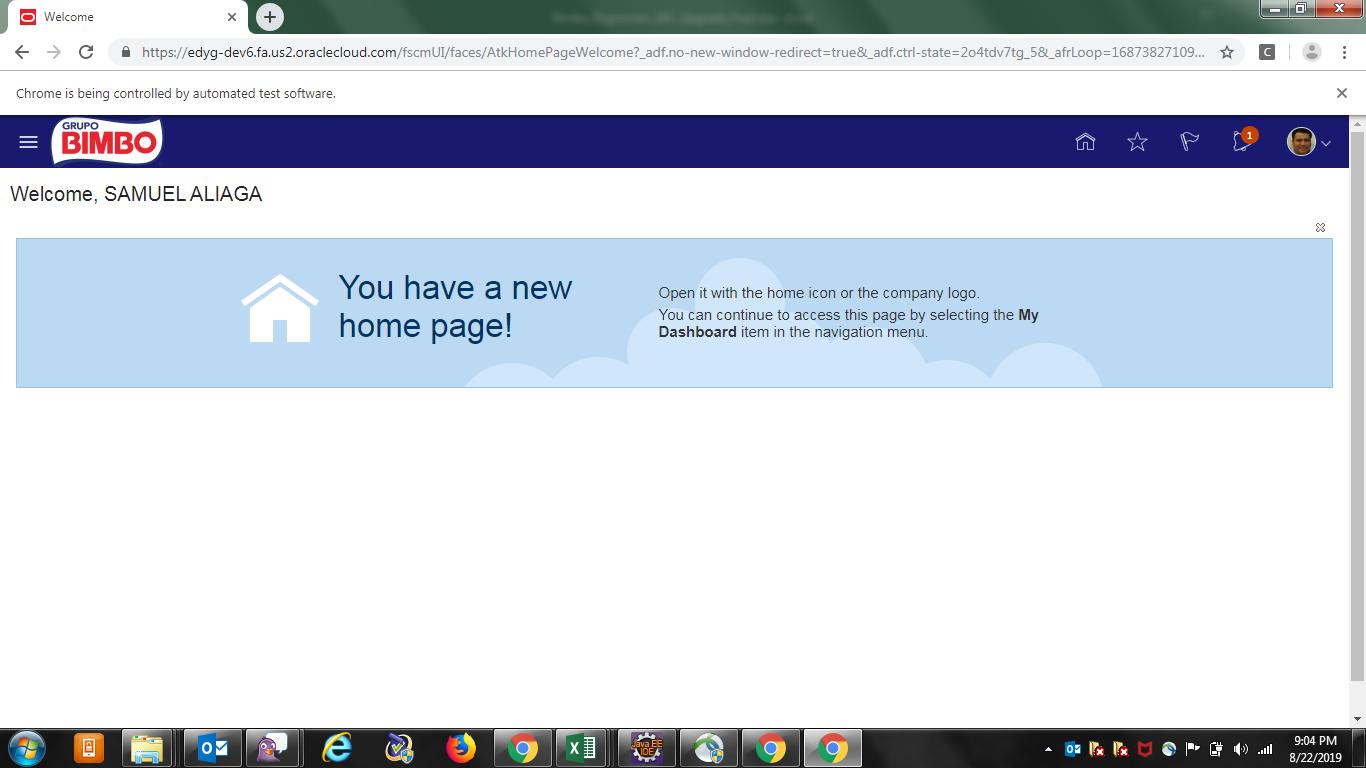 Welcome
https://edyg-dev6.fa.us2.oraclecloud.com/fscmUI/faces/AtkHomePageWelcome?_adf.no-new-window-redirect=true&_adf.ctrl-state=2o4tdv7tg_5&_afrLoop=16873827109...
C
Chrome is being controlled by automated test software.
GRUPO
BIMBO
1
Welcome, SAMUEL ALIAGA
You have a new
home page!
Open it with the home icon or the company logo.
You can continue to access this page by selecting the My
Dashboard item in the navigation menu.
Java EE
IDE
9:04 PM
8/22/2019